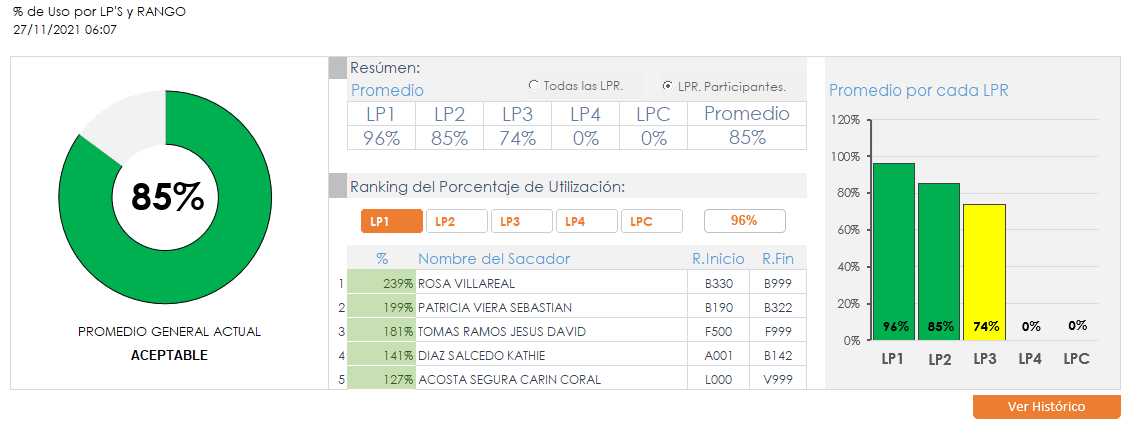 % de Uso por LP'S y RANGO
27/11/2021 06:07
85%
PROMEDIO GENERAL ACTUAL
ACEPTABLE
Resúmen:
Promedio
Todas las LPR.
LPR. Participantes.
LP1 LP2 LP3 LP4 LPC Promedio
96% 85% 74% 0% 0% 85%
Ranking del Porcentaje de Utilización:
LP1 LP2 LP3 LP4 LPC 96%
% Nombre del Sacador R.Inicio R.Fin
1 239% ROSA VILLAREAL B330 B999
2 199% PATRICIA VIERA SEBASTIAN B190 B322
3 181% TOMAS RAMOS JESUS DAVID F500 F999
4 141% DIAZ SALCEDO KATHIE A001 B142
5 127% ACOSTA SEGURA CARIN CORAL L000 V999
Promedio por cada LPR
120%
100%
80%
60%
40%
20%
0%
96% 85% 74% 0% 0%
LP1 LP2 LP3 LP4 LPC
Ver Histórico